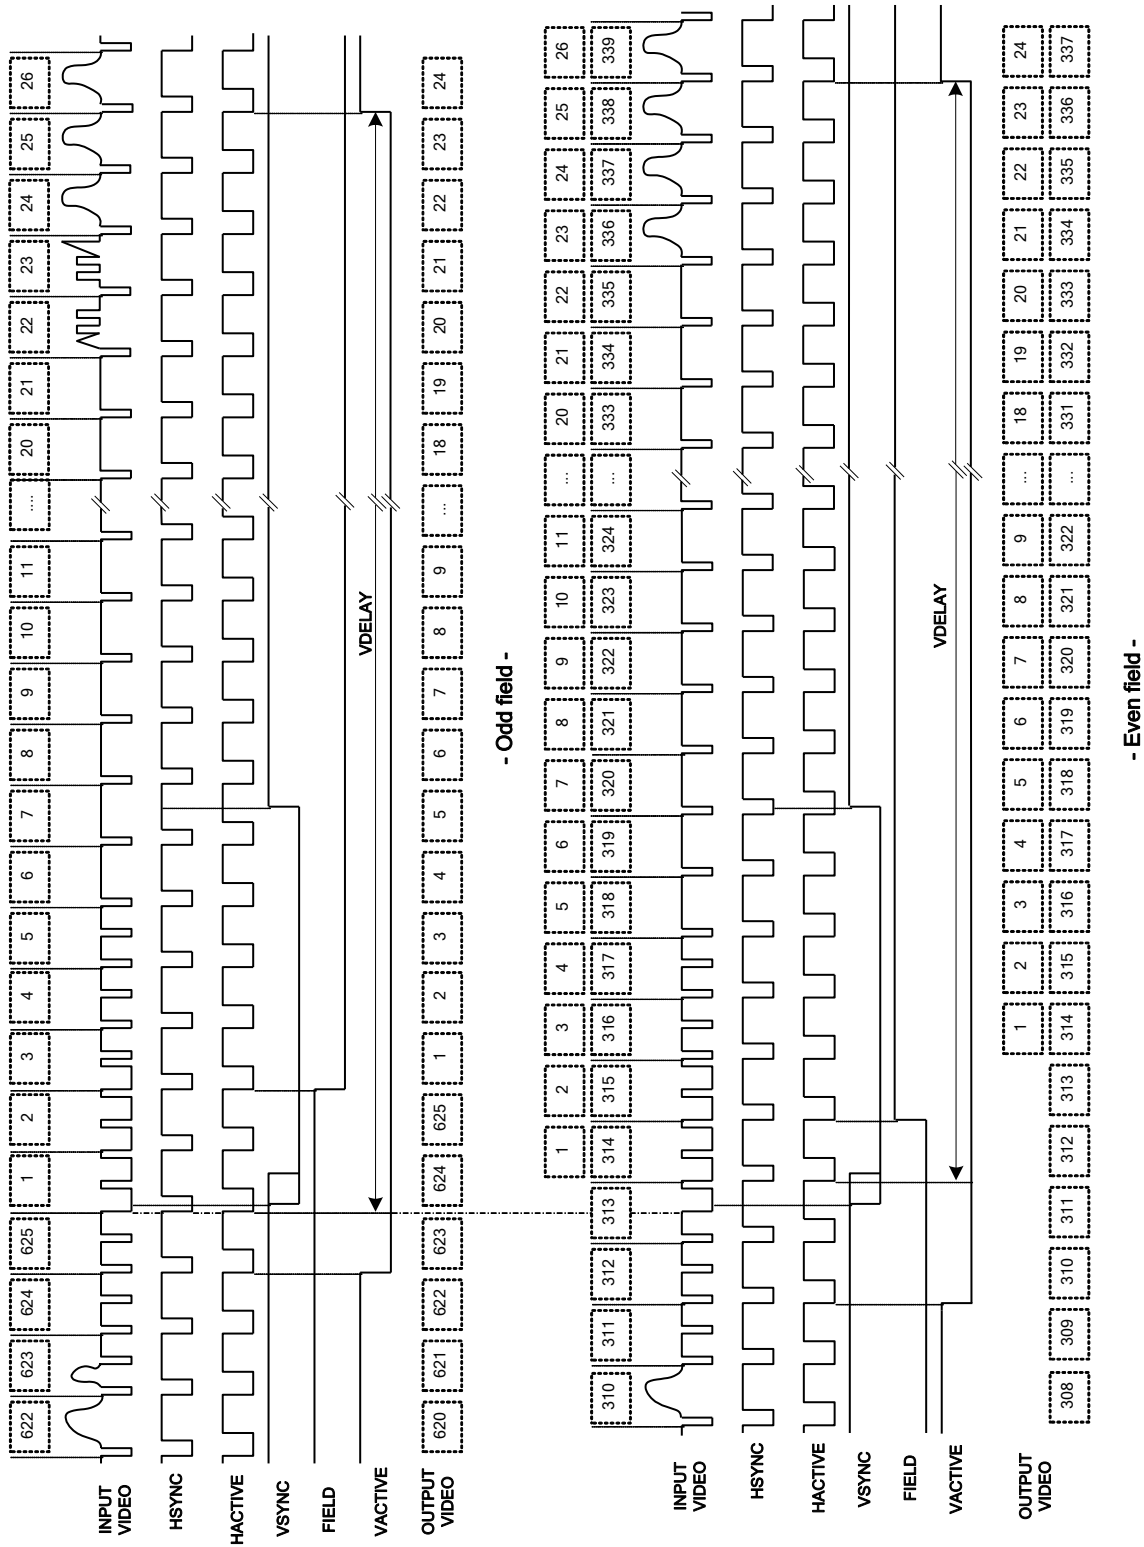 622 623 624 625 1 2 3 4 5 6 7 8 9 10 11 .... 20 21 22 23 24 25 26
INPUT
VIDEO
HSYNC
HACTIVE
VSYNC
FIELD
VACTIVE
VDELAY
OUTPUT
VIDEO
620 621 622 623 624 625 1 2 3 4 5 6 7 8 9 ... 18 19 20 21 22 23 24
- Odd field -
1 2 3 4 5 6 7 8 9 10 11 ... 20 21 22 23 24 25 26
310 311 312 313 314 315 316 317 318 319 320 321 322 323 324 ... 333 334 335 336 337 338 339
INPUT
VIDEO
HSYNC
HACTIVE
VSYNC
FIELD
VDELAY
VACTIVE
OUTPUT
VIDEO
1 2 3 4 5 6 7 8 9 ... 18 19 20 21 22 23 24
308 309 310 311 312 313 314 315 316 317 318 319 320 321 322 ... 331 332 333 334 335 336 337
- Even field -